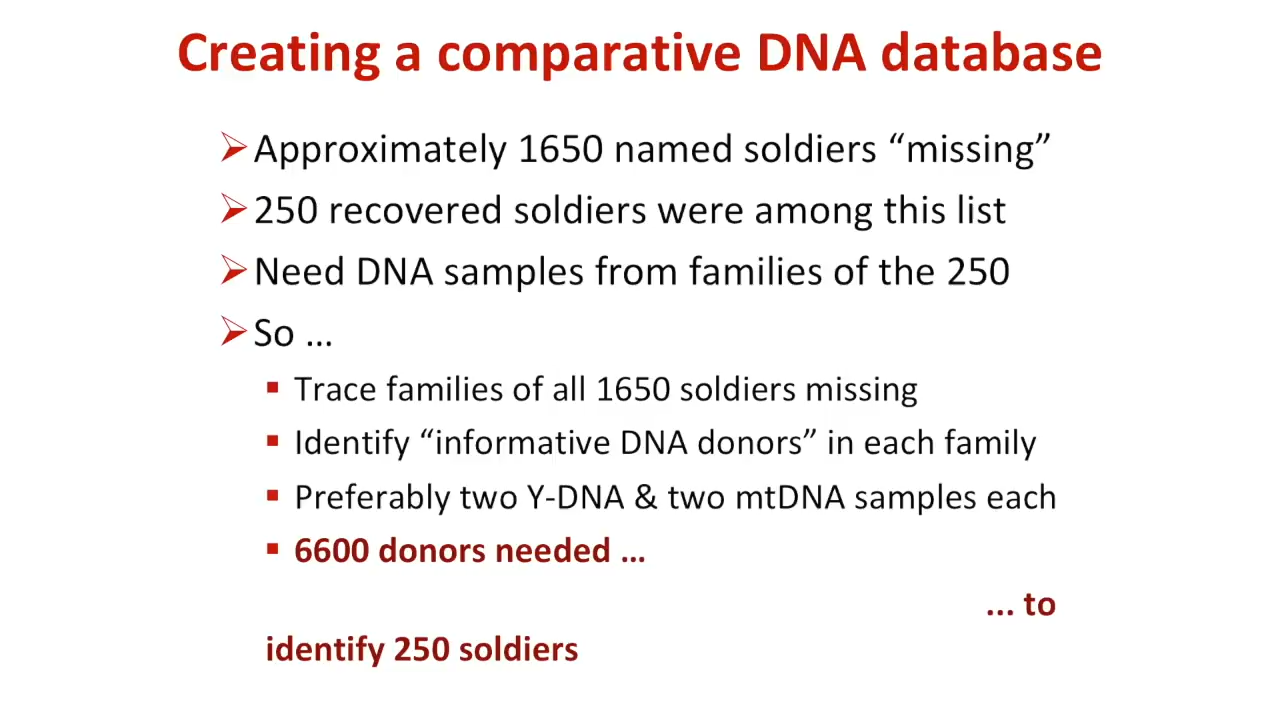 Creating a comparative DNA database
Approximately 1650 named soldiers “missing”
250 recovered soldiers were among this list
Need DNA samples from families of the 250
So …
Trace families of all 1650 soldiers missing
Identify “informative DNA donors” in each family
Preferably two Y-DNA & two mtDNA samples each
6600 donors needed …
... to
identify 250 soldiers